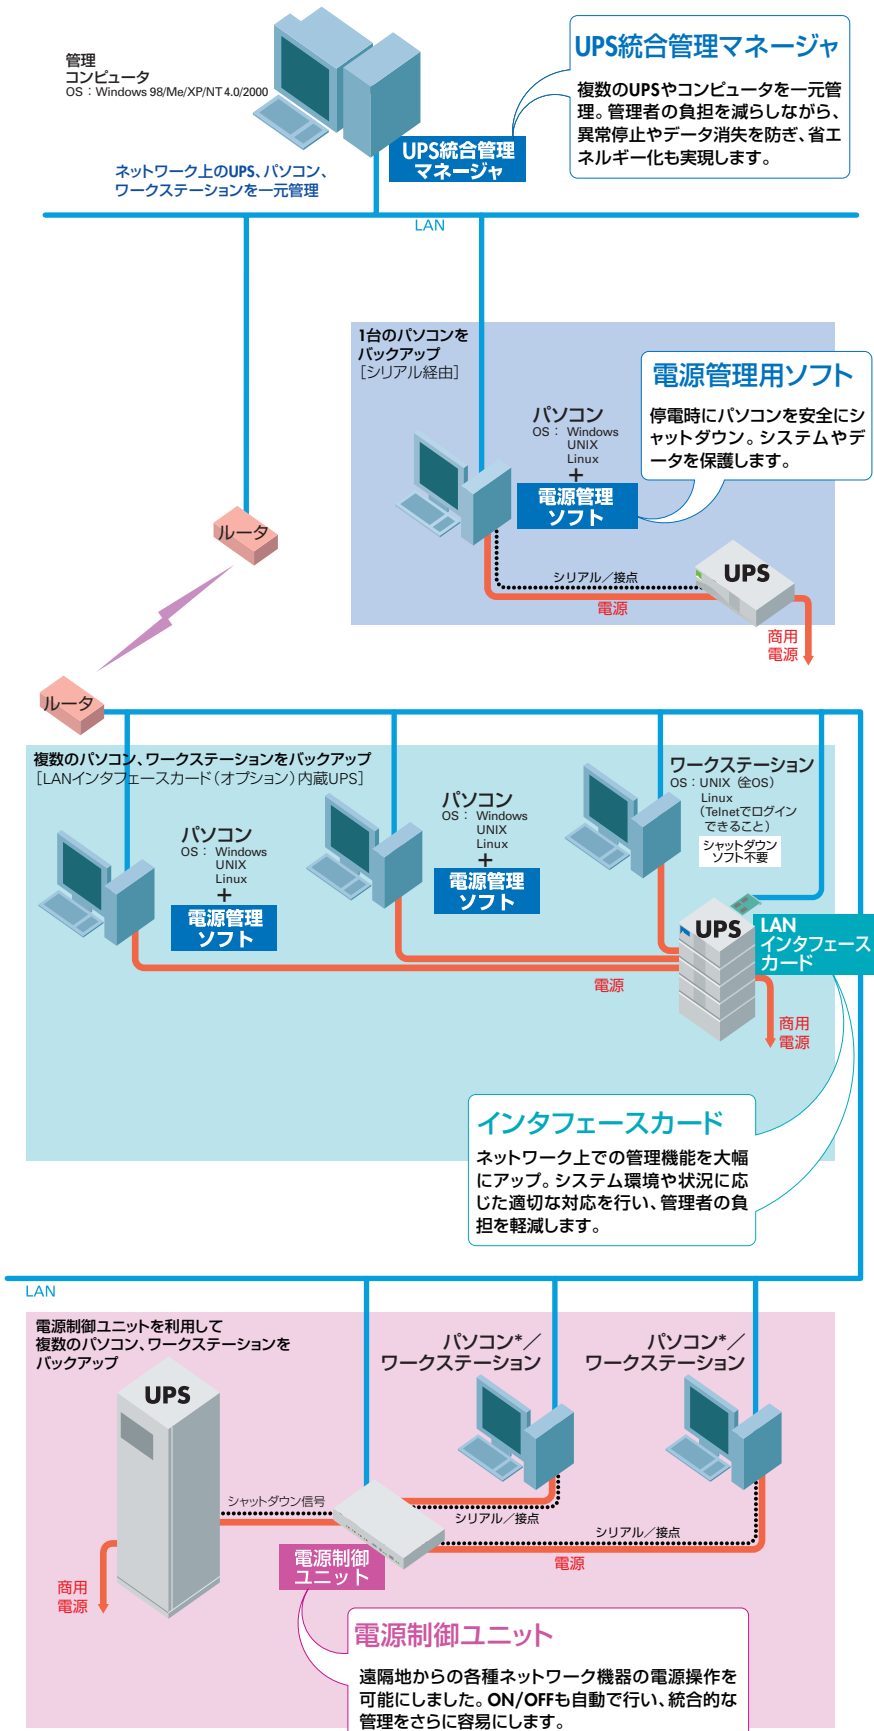 管理
コンピュータ
OS：Windows 98/Me/XP/NT 4.0/2000
UPS統合管理マネージャ
複数のUPSやコンピュータを一元管
理。管理者の負担を減らしながら、
異常停止やデータ消失を防ぎ、省エ
ネルギー化も実現します。
UPS統合管理
マネージャ
ネットワーク上のUPS、パソコン、
ワークステーションを一元管理
LAN
1台のパソコンを
バックアップ
［シリアル経由］
電源管理用ソフト
停電時にパソコンを安全にシ
ャットダウン。システムやデ
ータを保護します。
パソコン
OS： Windows
UNIX
Linux
＋
電源管理
ソフト
ルータ
シリアル／接点
電源
UPS
商用
電源
ルータ
複数のパソコン、ワークステーションをバックアップ
［LANインタフェースカード（オプション）内蔵UPS］
パソコン
OS： Windows
UNIX
Linux
＋
電源管理
ソフト
パソコン
OS： Windows
UNIX
Linux
＋
電源管理
ソフト
ワークステーション
OS：UNIX（全OS）
Linux
（Telnetでログイン
できること）
シャットダウン
ソフト不要
UPS
LAN
インタフェース
カード
電源
商用
電源
インタフェースカード
ネットワーク上での管理機能を大幅
にアップ。システム環境や状況に応
じた適切な対応を行い、管理者の負
担を軽減します。
LAN
電源制御ユニットを利用して
複数のパソコン、ワークステーションを
バックアップ
パソコン*／
ワークステーション
パソコン*／
ワークステーション
UPS
シャットダウン信号
シリアル／接点
シリアル／接点
電源
電源制御
ユニット
商用
電源
電源制御ユニット
遠隔地からの各種ネットワーク機器の電源操作を
可能にしました。ON/OFFも自動で行い、統合的な
管理をさらに容易にします。